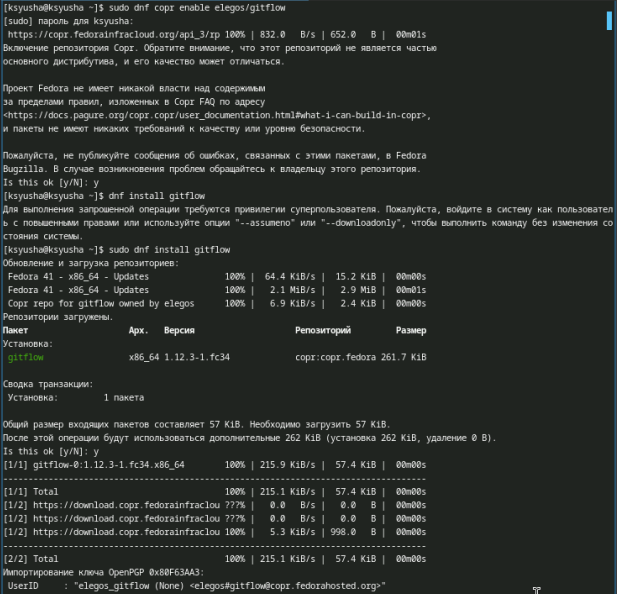 [ksyusha@ksyusha ~]$ sudo dnf copr enable elegos/gitflow
[sudo] пароль для ksyusha:
https://copr.fedorainfracloud.org/api_3/rp 100% | 832.0   B/s | 652.0   B |  00m01s
Включение репозитория Copr. Обратите внимание, что этот репозиторий не является частью
основного дистрибутива, и его качество может отличаться.
Проект Fedora не имеет никакой власти над содержимым
за пределами правил, изложенных в Copr FAQ по адресу
<https://docs.pagure.org/copr.copr/user_documentation.html#what-i-can-build-in-copr>,
и пакеты не имеют никаких требований к качеству или уровню безопасности.
Пожалуйста, не публикуйте сообщения об ошибках, связанных с этими пакетами, в Fedora
Bugzilla. В случае возникновения проблем обращайтесь к владельцу этого репозитория.
Is this ok [y/N]: y
[ksyusha@ksyusha ~]$ dnf install gitflow
Для выполнения запрошенной операции требуются привилегии суперпользователя. Пожалуйста, войдите в систему как пользовател
ь с повышенными правами или используйте опции "--assumeno" или "--downloadonly", чтобы выполнить команду без изменения со
стояния системы.
[ksyusha@ksyusha ~]$ sudo dnf install gitflow
Обновление и загрузка репозиториев:
Fedora 41 - x86_64 - Updates 100% |  64.4 KiB/s |  15.2 KiB |  00m00s
Fedora 41 - x86_64 - Updates 100% |   2.1 MiB/s |   2.9 MiB |  00m01s
Copr repo for gitflow owned by elegos 100% |   6.9 KiB/s |   2.4 KiB |  00m00s
Репозитории загружены.
Пакет Арх. Версия Репозиторий Размер
Установка:
gitflow x86_64 1.12.3-1.fc34 copr:copr.fedora 261.7 KiB
Сводка транзакции:
Установка: 1 пакета
Общий размер входящих пакетов составляет 57 KiB. Необходимо загрузить 57 KiB.
После этой операции будут использоваться дополнительные 262 KiB (установка 262 KiB, удаление 0 B).
Is this ok [y/N]: y
[1/1] gitflow-0:1.12.3-1.fc34.x86_64 100% | 215.9 KiB/s |  57.4 KiB |  00m00s
--------------------------------------------------------------------------------
[1/1] Total 100% | 215.1 KiB/s |  57.4 KiB |  00m00s
[1/2] https://download.copr.fedorainfraclou ???% |   0.0   B/s |   0.0   B |  00m00s
[1/2] https://download.copr.fedorainfraclou ???% |   0.0   B/s |   0.0   B |  00m00s
[1/2] https://download.copr.fedorainfraclou 100% |   5.3 KiB/s | 998.0   B |  00m00s
--------------------------------------------------------------------------------
[2/2] Total 100% | 215.1 KiB/s |  57.4 KiB |  00m00s
Импортирование ключа OpenPGP 0x80F63AA3:
UserID     : "elegos_gitflow (None) <elegos#gitflow@copr.fedorahosted.org>"